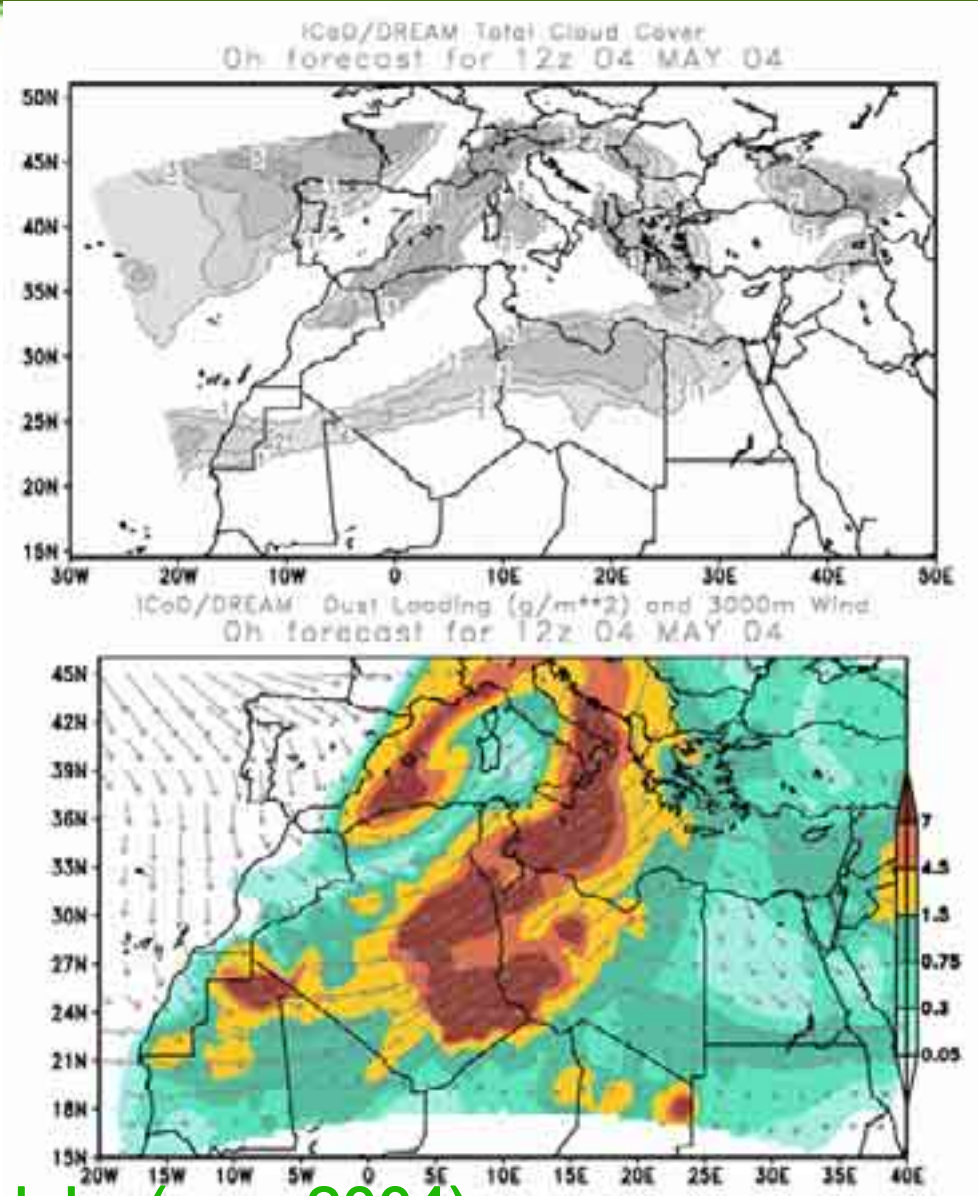 ICoD/DREAM Total Cloud Cover
0h forecast for 12z 04 MAY 04
50N
45N
40N
35N
30N
25N
20N
15N
30W 20W 10W 0 10E 20E 30E 40E 50E
ICoD/DREAM Dust Loading (g/m**2) and 3000m Wind
0h forecast for 12z 04 MAY 04
45N
42N
39N
36N
33N
30N
27N
24N
21N
18N
15N
7
4.5
1.5
0.75
0.3
0.05
20W 15W 10W 5W 0 5E 10E 15E 20E 25E 30E 35E 40E
2004)